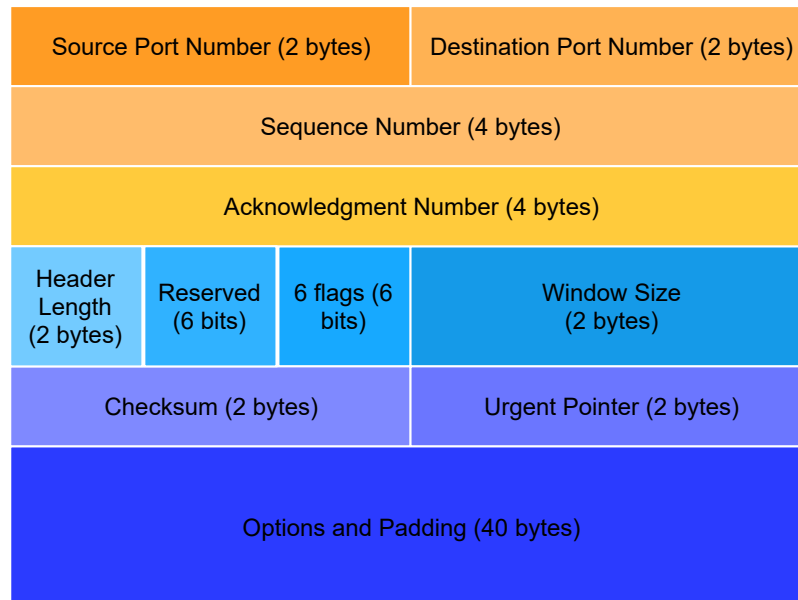 Source Port Number (2 bytes)
Destination Port Number (2 bytes)
Sequence Number (4 bytes)
Acknowledgment Number (4 bytes)
Header
Length
(2 bytes)
Reserved
(6 bits)
6 flags (6
bits)
Window Size
(2 bytes)
Checksum (2 bytes)
Urgent Pointer (2 bytes)
Options and Padding (40 bytes)